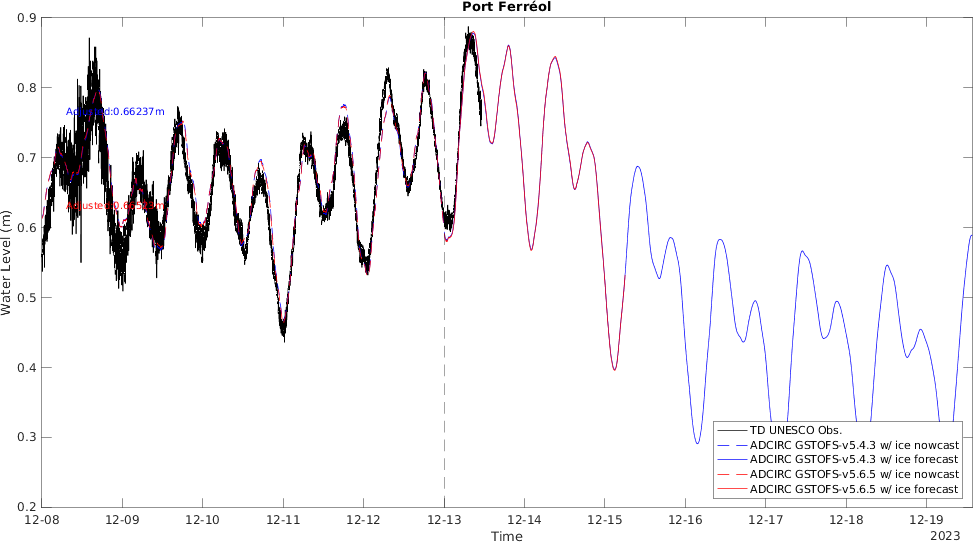 Port Ferréol
0.9
0.8
0.7
0.6
0.5
0.4
0.3
0.2
Water Level (m)
Adjusted:0.66237m
TD UNESCO Obs.
ADCIRC GSTOFS-v5.4.3 w/ ice nowcast
ADCIRC GSTOFS-v5.4.3 w/ ice forecast
ADCIRC GSTOFS-v5.6.5 w/ ice nowcast
ADCIRC GSTOFS-v5.6.5 w/ ice forecast
12-08 12-09 12-10 12-11 12-12 12-13 12-14 12-15 12-16 12-17 12-18 12-19
Time
2023